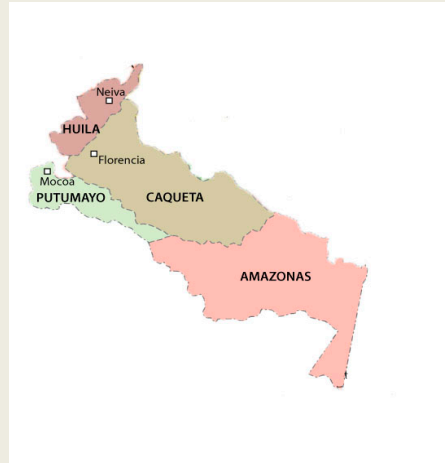 Neiva
HUILA
Florencia
Mocoa
PUTUMAYO
CAQUETA
AMAZONAS